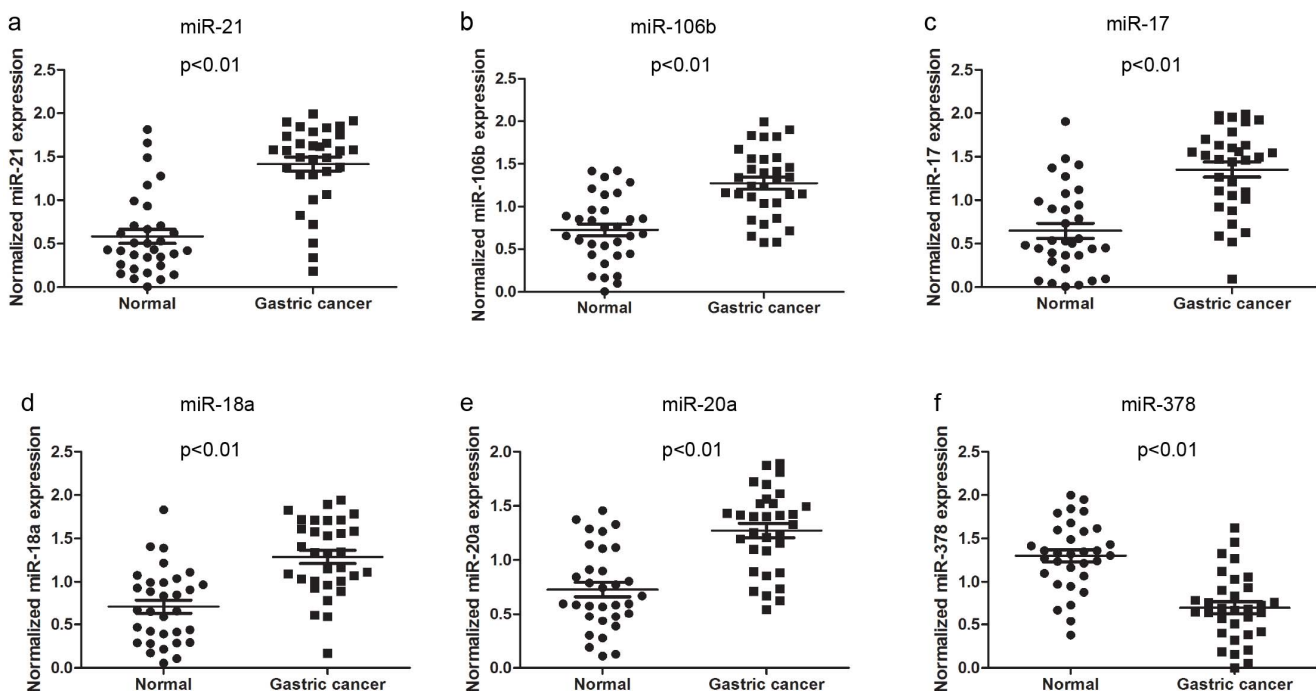 a
miR-21
p<0.01
Normalized miR-21 expression
2.5
2.0
1.5
1.0
0.5
0.0
Normal
Gastric cancer
b
miR-106b
p<0.01
Normalized miR-106b expression
2.5
2.0
1.5
1.0
0.5
0.0
Normal
Gastric cancer
c
miR-17
p<0.01
Normalized miR-17 expression
2.5
2.0
1.5
1.0
0.5
0.0
Normal
Gastric cancer
d
miR-18a
p<0.01
Normalized miR-18a expression
2.5
2.0
1.5
1.0
0.5
0.0
Normal
Gastric cancer
e
miR-20a
p<0.01
Normalized miR-20a expression
2.0
1.5
1.0
0.5
0.0
Normal
Gastric cancer
f
miR-378
p<0.01
Normalized miR-378 expression
2.5
2.0
1.5
1.0
0.5
0.0
Normal
Gastric cancer